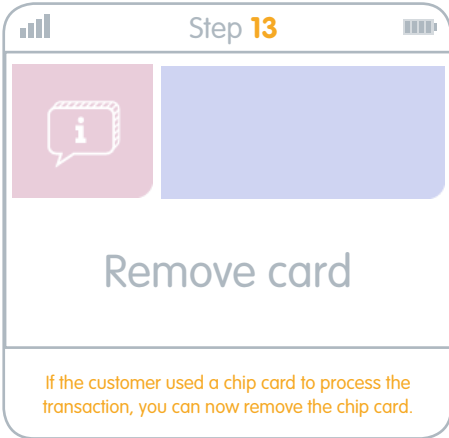 Step 13
i
Remove card
If the customer used a chip card to process the
transaction, you can now remove the chip card.